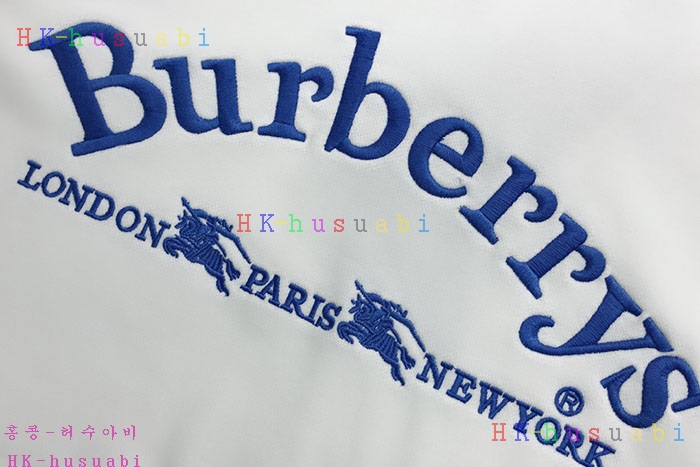 HK-husuabi
Burberrys
LONDON PARIS NEWYORK ®
HK-husuabi
HK-husuabi
홍콩-허수아비
HK-husuabi